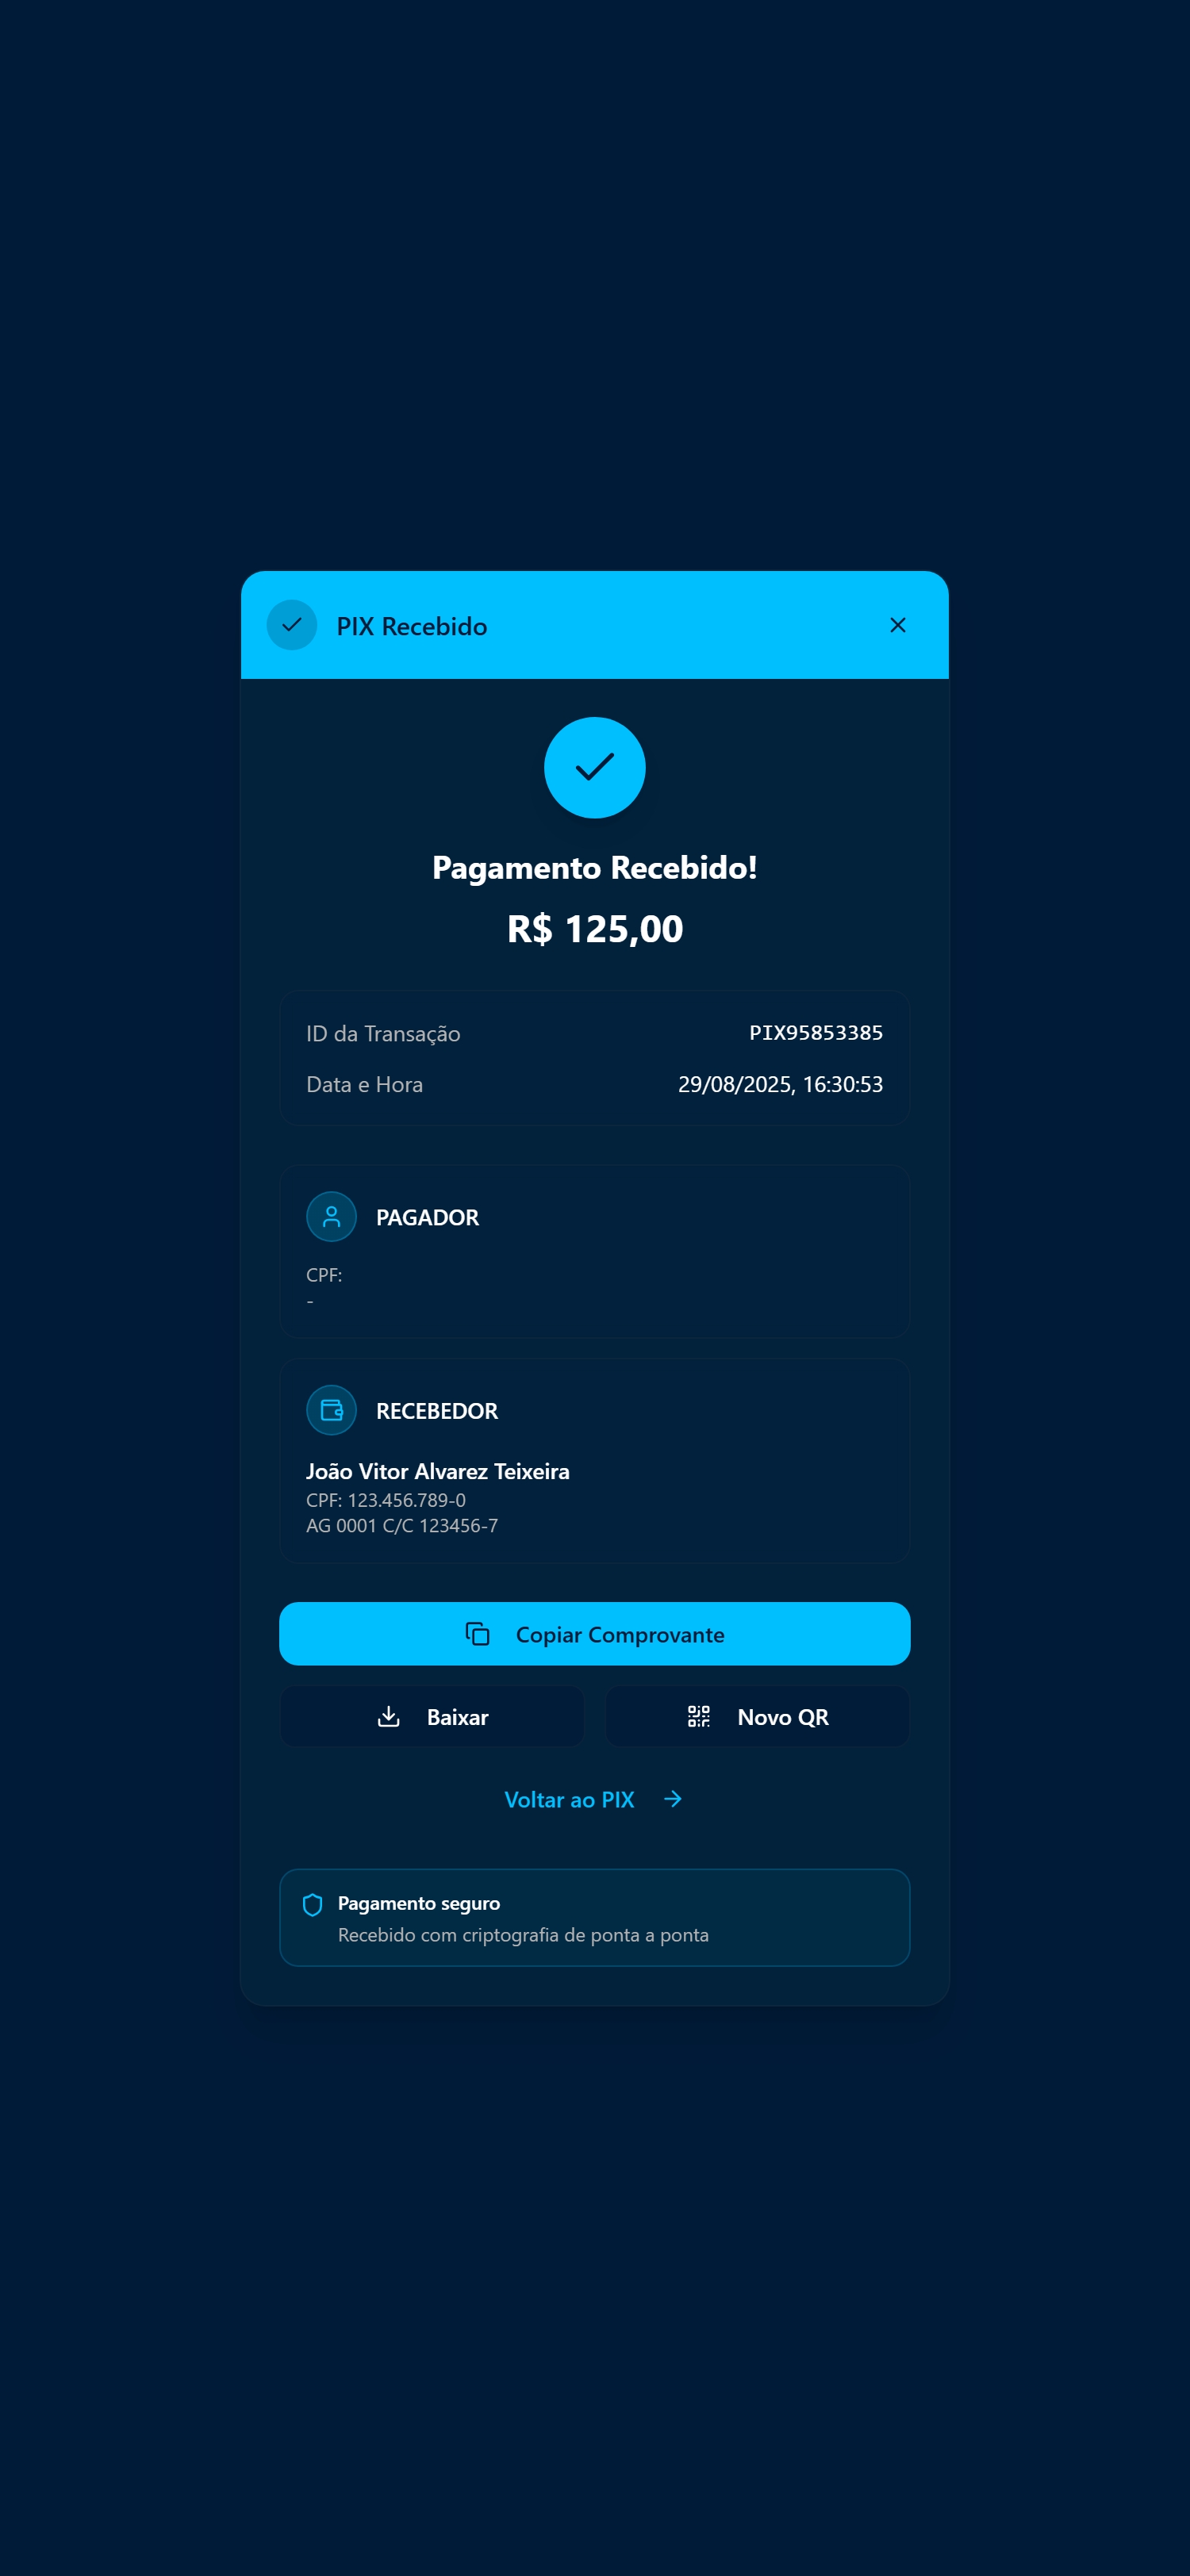 PIX Recebido
Pagamento Recebido!
R$ 125,00
ID da Transação PIX95853385
Data e Hora 29/08/2025, 16:30:53
PAGADOR
CPF:
-
RECEBEDOR
João Vitor Alvarez Teixeira
CPF: 123.456.789-0
AG 0001 C/C 123456-7
Copiar Comprovante
Baixar Novo QR
Voltar ao PIX
Pagamento seguro
Recebido com criptografia de ponta a ponta